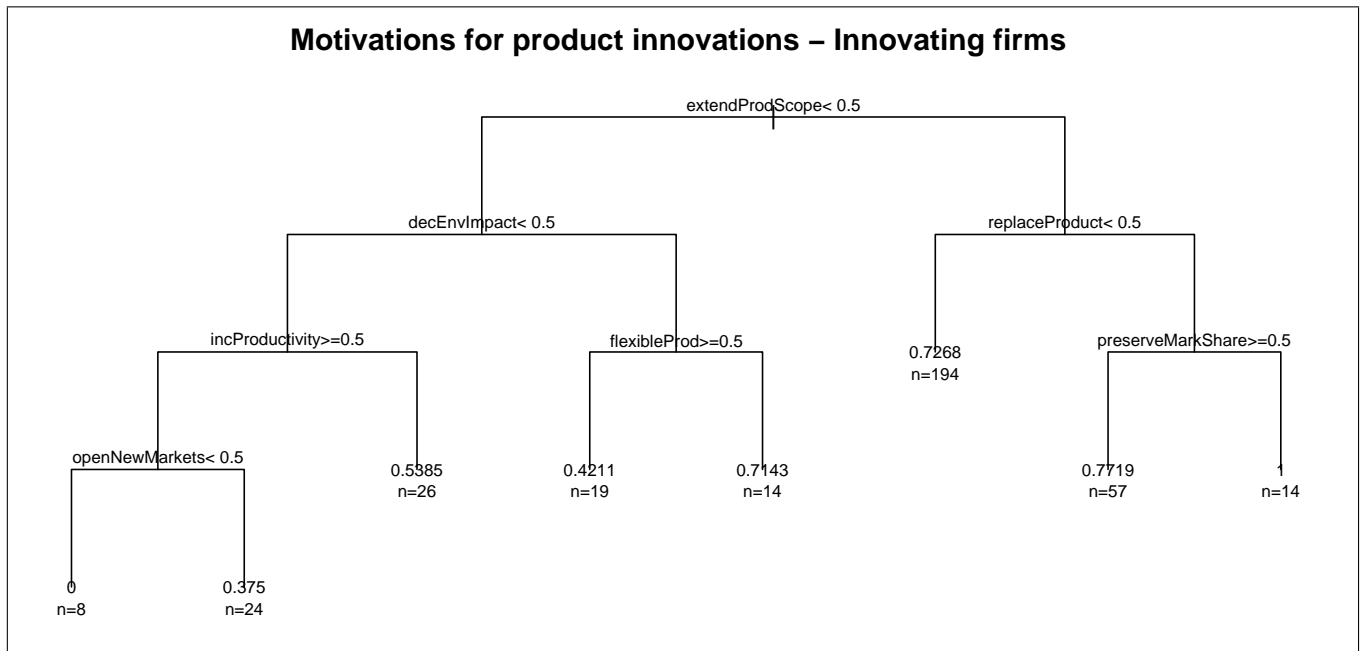 Motivations for product innovations – Innovating firms
extendProdScope< 0.5
decEnvImpact< 0.5
replaceProduct< 0.5
incProductivity>=0.5
flexibleProd>=0.5
preserveMarkShare>=0.5
0.7268
n=194
openNewMarkets< 0.5
0.5385
n=26
0.4211
n=19
0.7143
n=14
0.7719
n=57
1
n=14
0
n=8
0.375
n=24